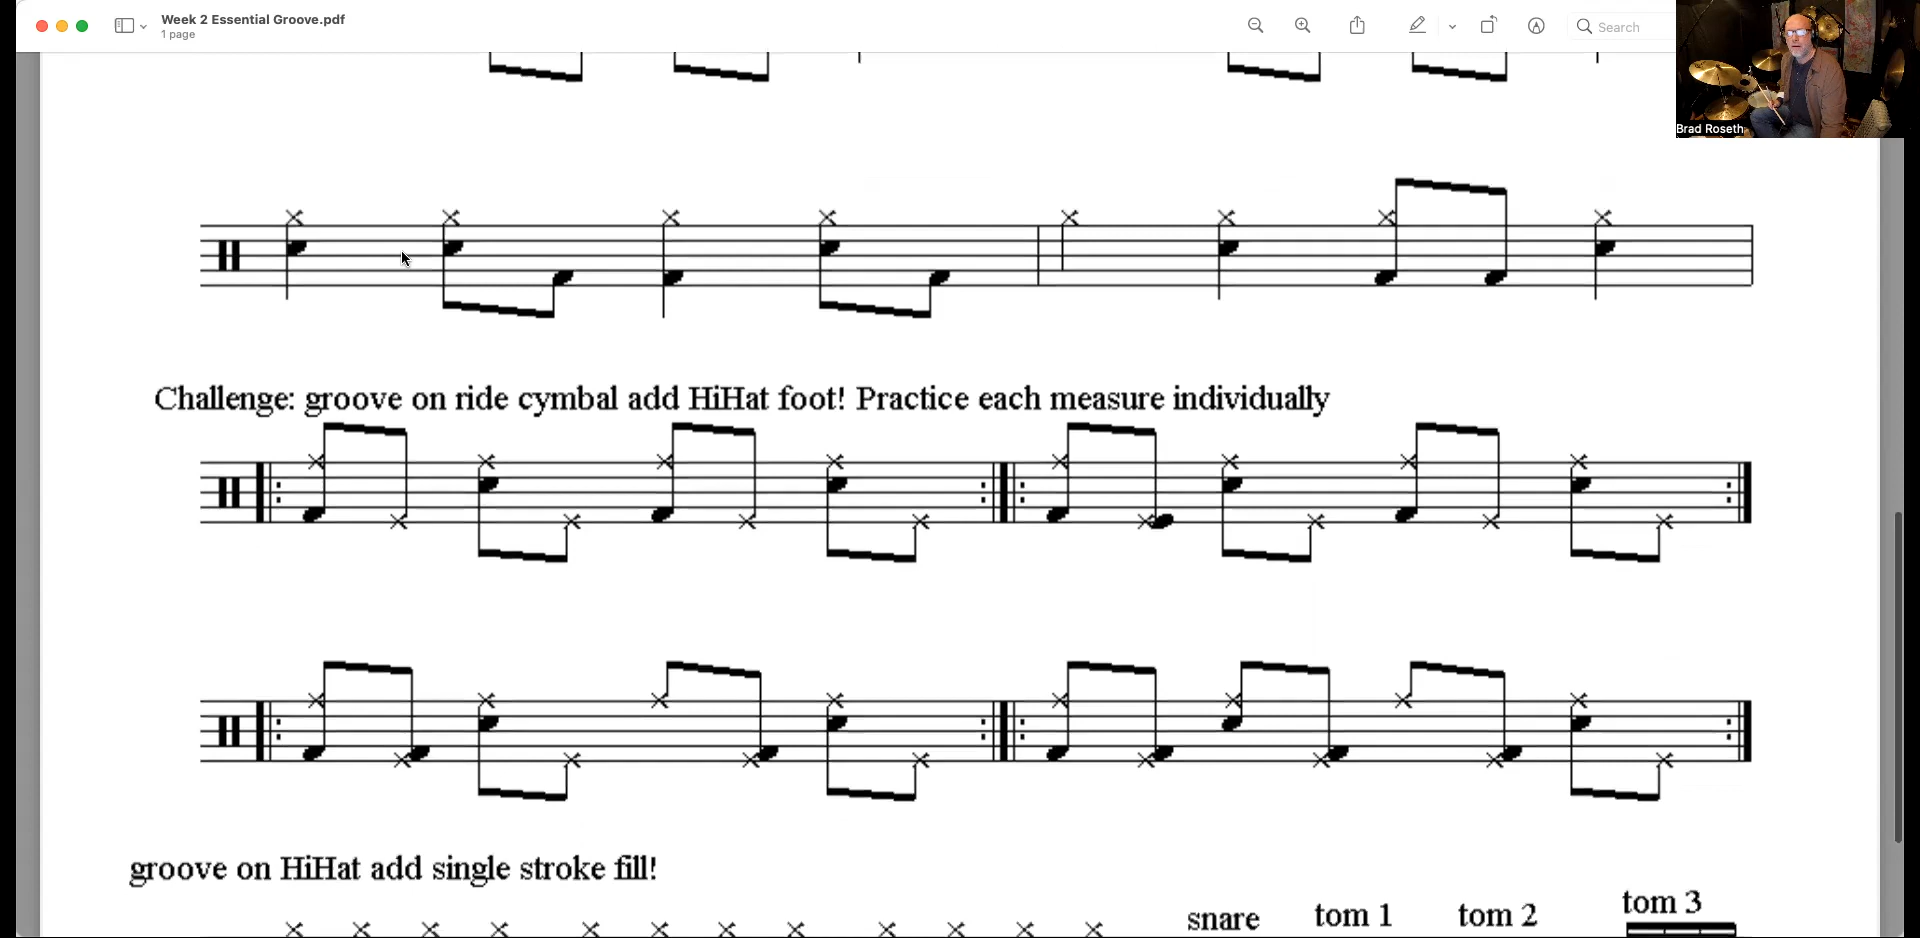 Week 2 Essential Groove.pdf
1 page
Search
Brad Roseth
Challenge: groove on ride cymbal add HiHat foot! Practice each measure individually
groove on HiHat add single stroke fill!
snare tom 1 tom 2 tom 3